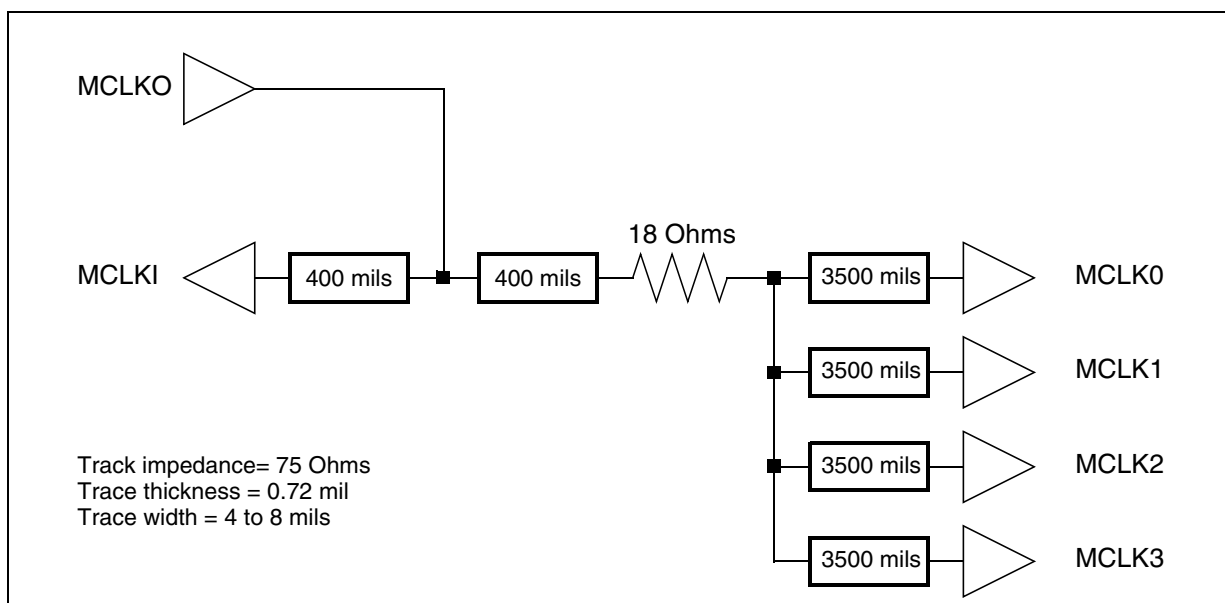 MCLKO
18 Ohms
MCLKI
400 mils
400 mils
3500 mils
MCLK0
3500 mils
MCLK1
3500 mils
MCLK2
3500 mils
MCLK3
Track impedance= 75 Ohms
Trace thickness = 0.72 mil
Trace width = 4 to 8 mils